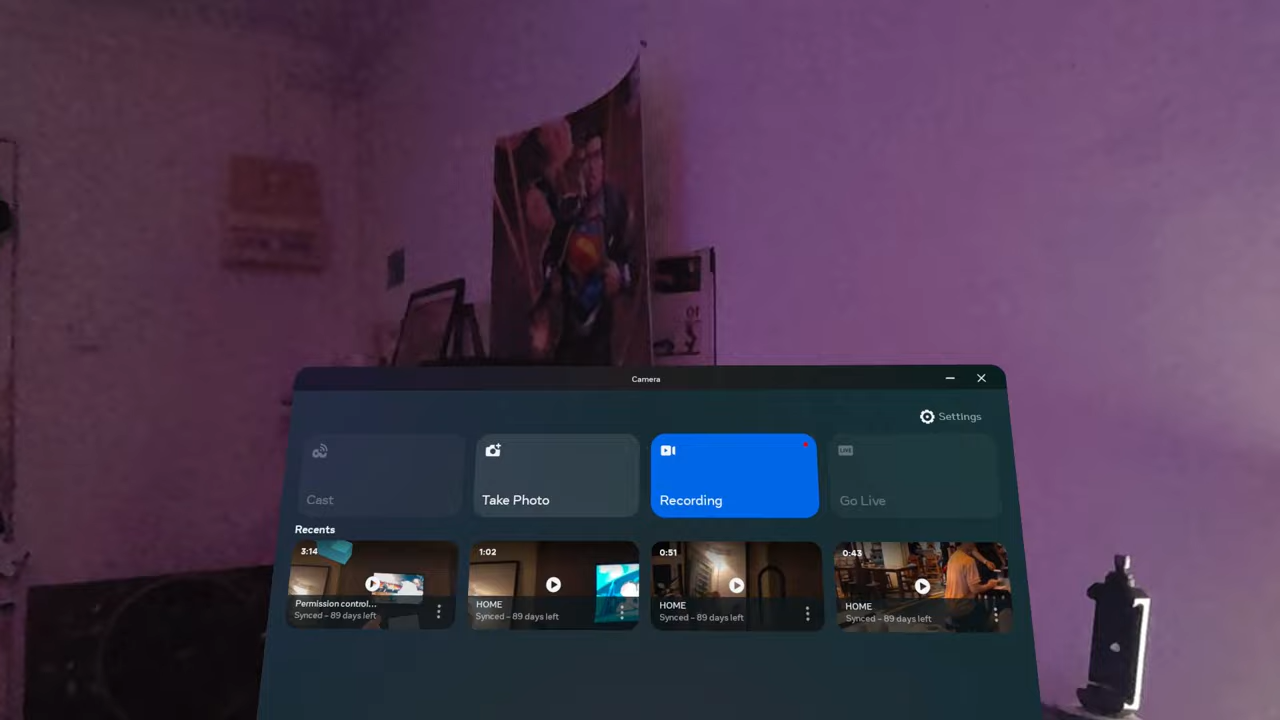 01
Camera
Settings
Cast
Take Photo
Recording
LIVE
Go Live
Recents
3:14
1:02
0:51
0:43
Permission control...
HOME
HOME
HOME
Synced - 89 days left
Synced - 89 days left
Synced - 89 days left
Synced - 89 days left